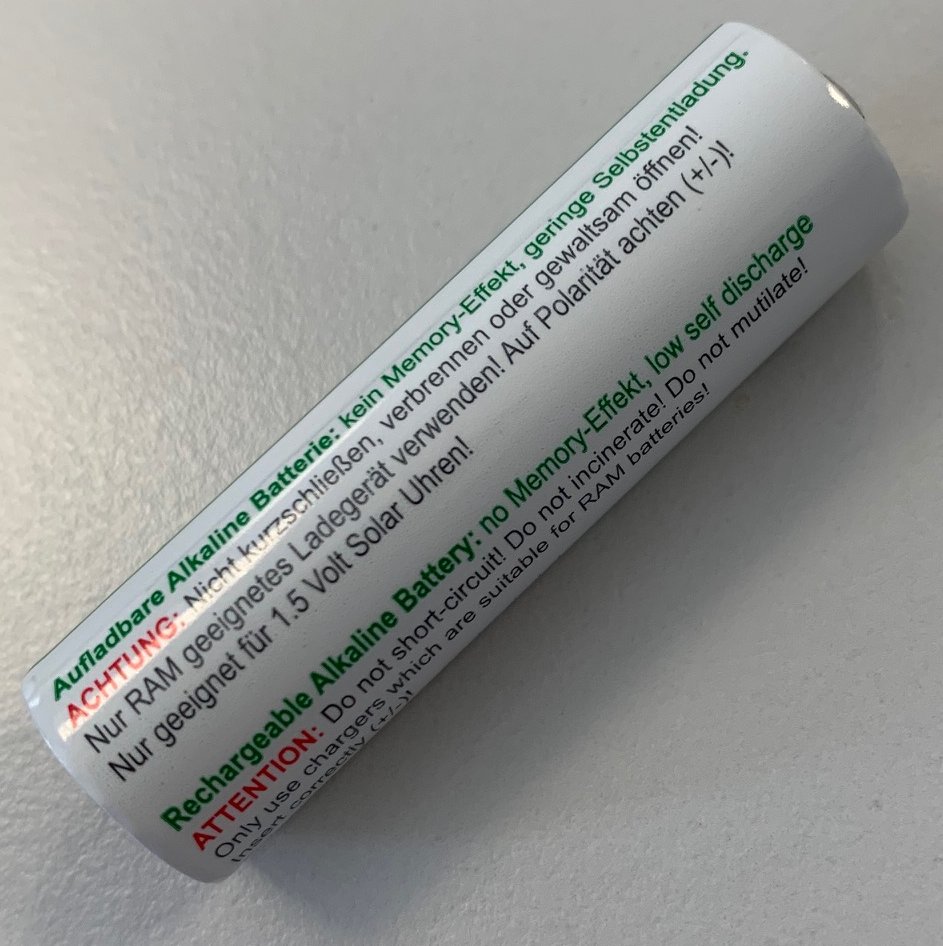 Aufladbare Alkaline Batterie: kein Memory-Effekt, geringe Selbstentladung.
ACHTUNG: Nicht kurzschließen, verbrennen oder gewaltsam öffnen!
Nur RAM geeignetes Ladegerät verwenden! Auf Polarität achten (+/-)!
Nur geeignet für 1.5 Volt Solar Uhren!
Rechargeable Alkaline Battery: no Memory-Effekt, low self discharge
ATTENTION: Do not short-circuit! Do not incinerate! Do not mutilate!
Only use chargers which are suitable for RAM batteries!
Insert correctly (+/-)!